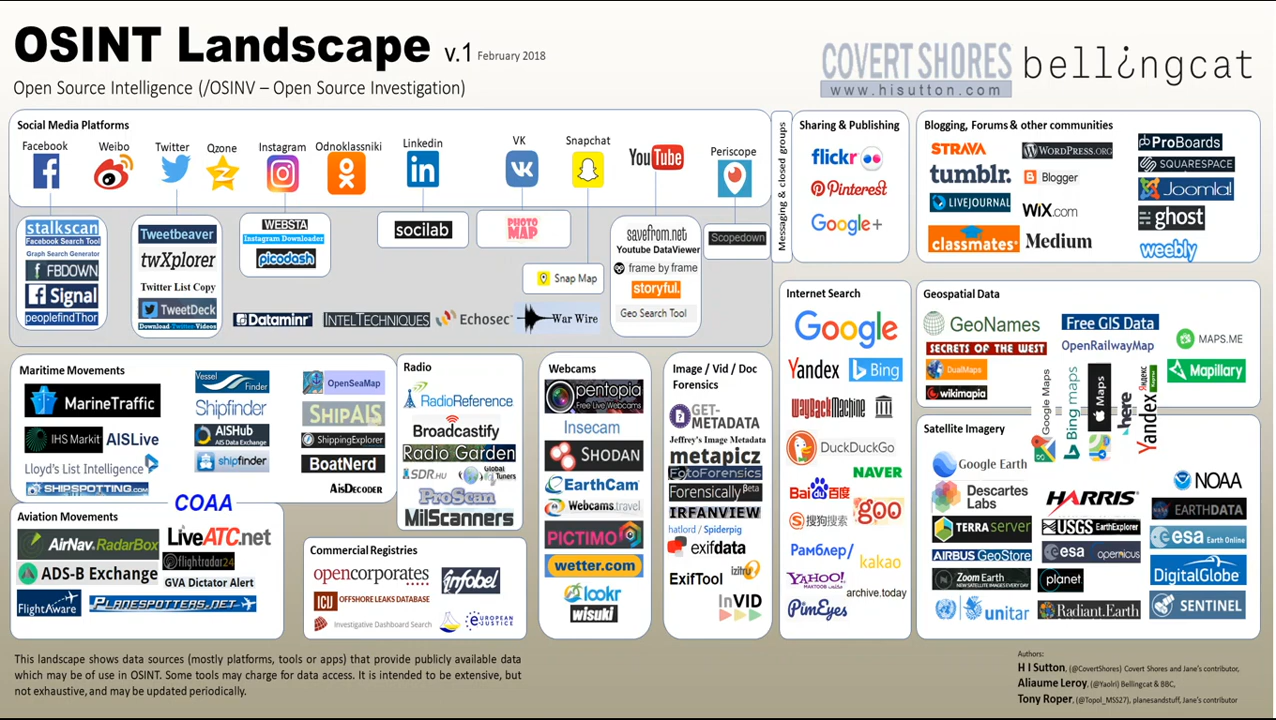 OSINT Landscape v.1 February 2018
Open Source Intelligence (/OSINV – Open Source Investigation)
COVERT SHORES
www.hisutton.com
bell¿ngcat
Social Media Platforms
Facebook
Weibo
Twitter
Qzone
Instagram
Odnoklassniki
Linkedin
VK
Snapchat
YouTube
Periscope
stalkscan
Facebook Search Tool
Graph Search Generator
FBDOWN
Signal
peoplefindThor
Tweetbeaver
twXplorer
Twitter List Copy
TweetDeck
Download Twitter Videos
WEBSTA
Instagram Downloader
picodash
socilab
PHOTO MAP
Snap Map
savefrom.net
Youtube DataViewer
frame by frame
storyful.
Geo Search Tool
Scopedown
Dataminr
INTELTECHNIQUES
Echosec
War Wire
Messaging & closed groups
Sharing & Publishing
flickr
Pinterest
Google+
Blogging, Forums & other communities
STRAVA
tumblr.
LIVEJOURNAL
classmates
WORDPRESS.ORG
Blogger
WiX.com
Medium
ProBoards
SQUARESPACE
Joomla!
ghost
weebly
Maritime Movements
MarineTraffic
IHS Markit AISLive
Lloyd's List Intelligence
SHIPSPOTTING.COM
Vessel Finder
Shipfinder
AISHub
AIS Data Exchange
shipfinder
COAA
OpenSeaMap
SHIPAIS
ShippingExplorer
BoatNerd
AisDecoder
Aviation Movements
AirNav RadarBox
ADS-B Exchange
FlightAware
LiveATC.net
flightradar24
GVA Dictator Alert
PLANESPOTTERS.NET
Radio
RadioReference
Broadcastify
Radio Garden
SDR.HU
Global Tuners
ProScan
MilScanners
Commercial Registries
opencorporates
infobel
ICIJ OFFSHORE LEAKS DATABASE
Investigative Dashboard Search
EUROPEAN JUSTICE
Webcams
pentopia
Free Live Webcams
Insecam
SHODAN
EarthCam
Webcams.travel
PICTIMO
wetter.com
lookr
wisuki
Image / Vid / Doc
Forensics
GET-METADATA
Jeffrey's Image Metadata
metapicz
FotoForensics
Forensically Beta
IRFANVIEW
hatlord / Spiderpig
exifdata
ExifTool
izitru
InVID
Internet Search
Google
Yandex
Bing
WayBackMachine
DuckDuckGo
NAVER
Bai du 百度
搜狗搜索
goo
Рамблер/
kakao
YAHOO!
archive.today
PimEyes
Geospatial Data
GeoNames
SECRETS OF THE WEST
DualMaps
wikimapia
Free GIS Data
OpenRailwayMap
MAPS.ME
Mapillary
Google Maps
Bing maps
Maps
here
Yandex
Яндекс
Карты
Satellite Imagery
Google Earth
Descartes Labs
TERRASERVER
AIRBUS GeoStore
Zoom Earth
NEW SATELLITE IMAGES EVERY DAY
unitar
HARRIS
USGS EarthExplorer
esa opernicus
planet.
Radiant.Earth
NOAA
EARTHDATA
esa Earth Online
DigitalGlobe
SENTINEL
This landscape shows data sources (mostly platforms, tools or apps) that provide publicly available data
which may be of use in OSINT. Some tools may charge for data access. It is intended to be extensive, but
not exhaustive, and may be updated periodically.
Authors:
H I Sutton, (@CovertShores) Covert Shores and Jane's contributor,
Aliaume Leroy, (@Yaolri) Bellingcat & BBC,
Tony Roper, (@Topol_MSS27), planesandstuff, Jane's contributor